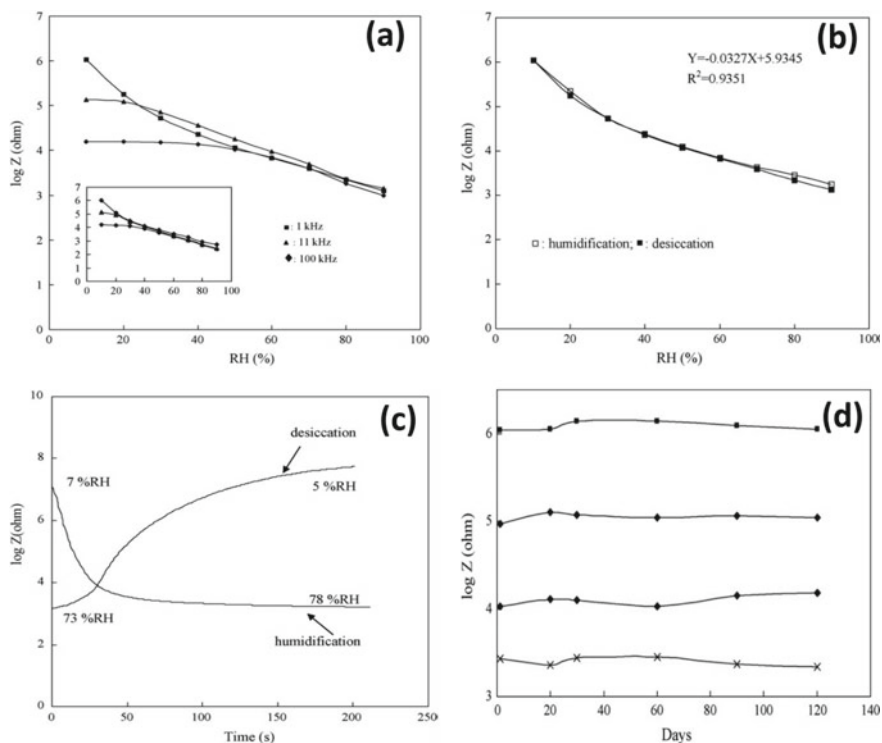 (a)
log Z (ohm)
7
6
5
4
3
2
1
0
0 20 40 60 80 100
RH (%)
7
6
5
4
3
2
1
0
0 20 40 60 80 100
■ : 1 kHz
▲ : 11 kHz
◆ : 100 kHz
(b)
Y=-0.0327X+5.9345
R²=0.9351
log Z (ohm)
7
6
5
4
3
2
1
0
0 20 40 60 80 100
RH (%)
□ : humidification; ■ : desiccation
(c)
log Z(ohm)
10
8
6
4
2
0
0 50 100 150 200 250
Time (s)
desiccation
7 %RH
5 %RH
73 %RH
78 %RH
humidification
(d)
log Z (ohm)
6
5
4
3
0 20 40 60 80 100 120 140
Days